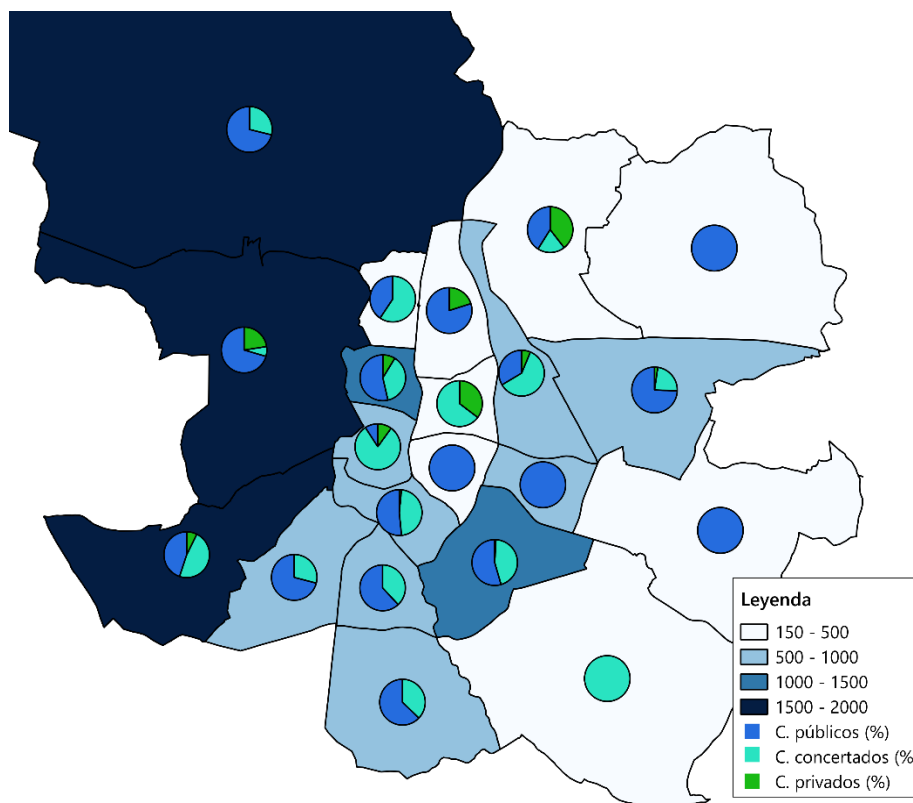 Leyenda
150 - 500
500 - 1000
1000 - 1500
1500 - 2000
C. públicos (%)
C. concertados (%
C. privados (%)